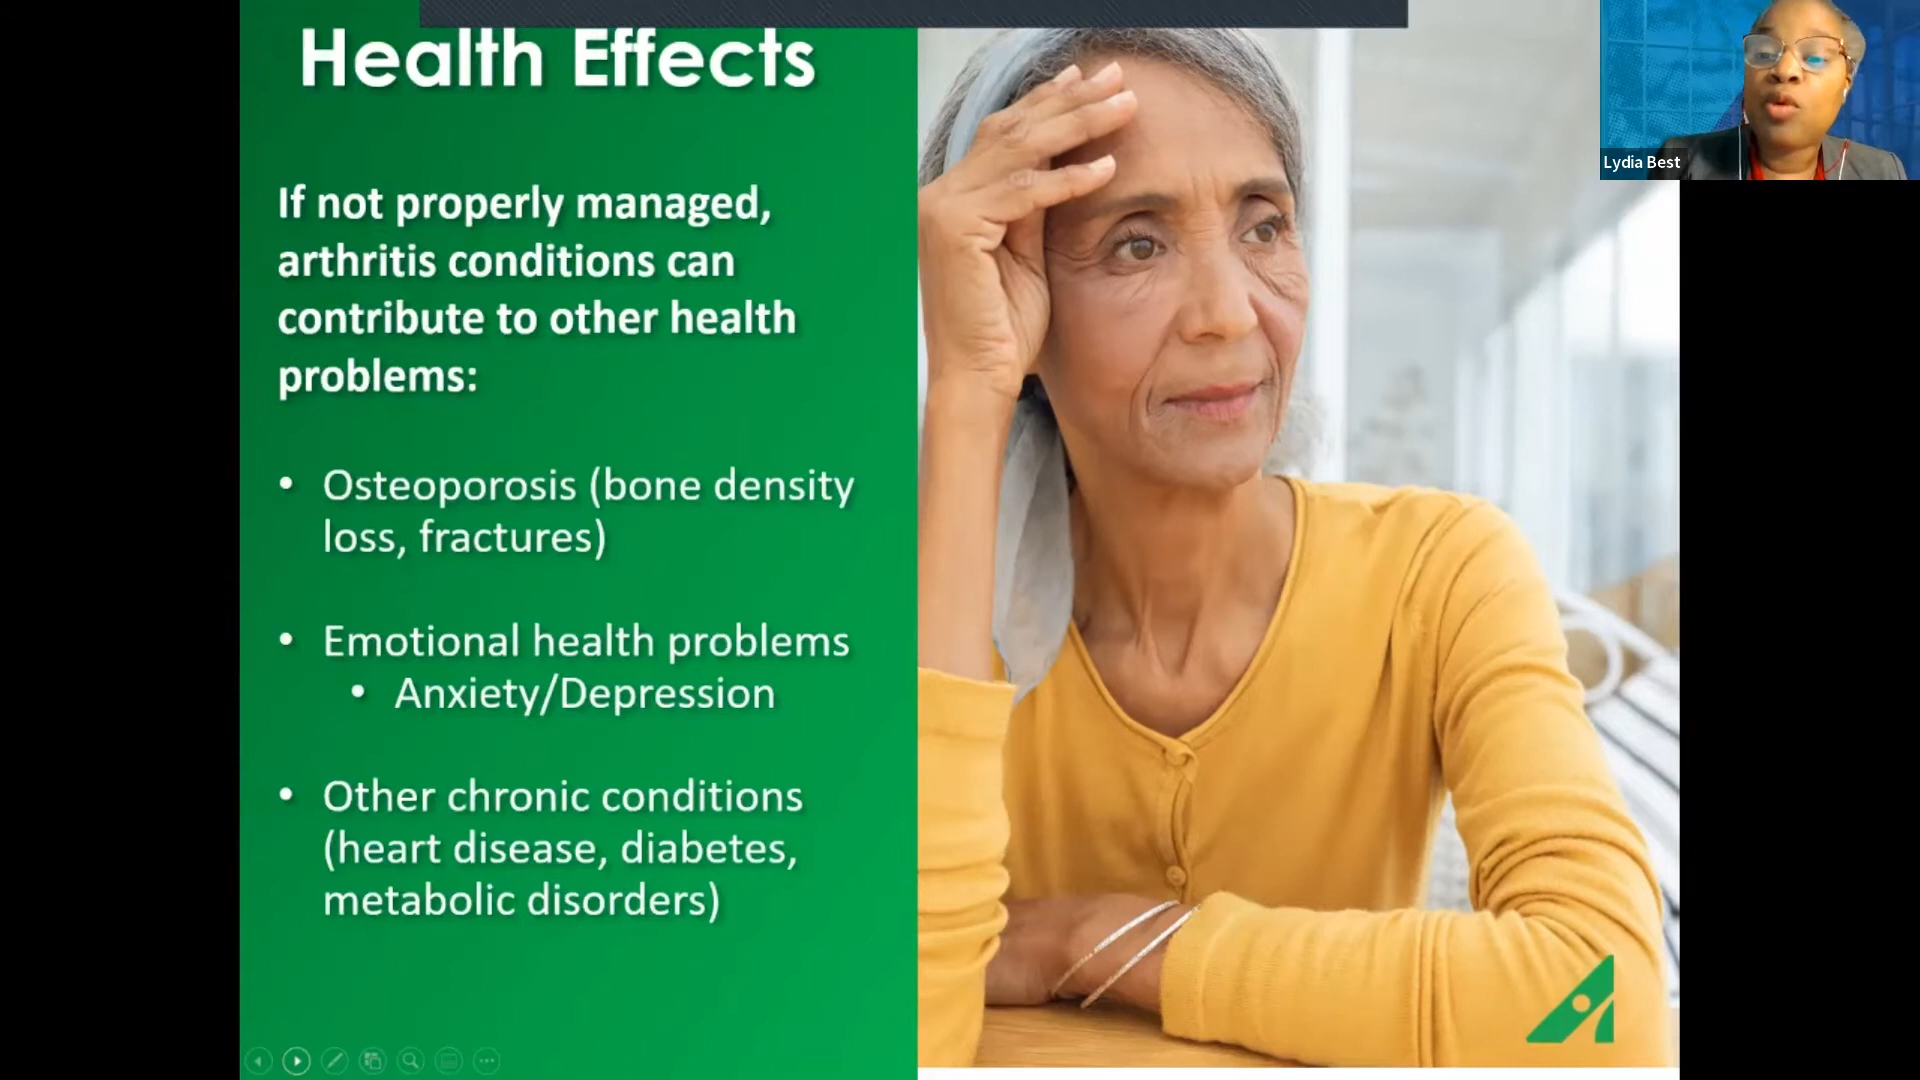 Health Effects
If not properly managed,
arthritis conditions can
contribute to other health
problems:
• Osteoporosis (bone density
loss, fractures)
• Emotional health problems
• Anxiety/Depression
• Other chronic conditions
(heart disease, diabetes,
metabolic disorders)
Lydia Best